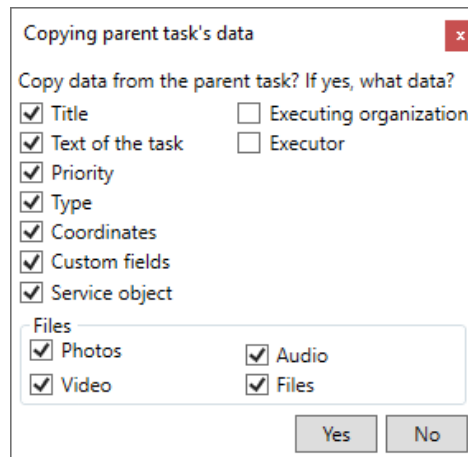 Copying parent task's data
x
Copy data from the parent task? If yes, what data?
Title
Executing organization
Text of the task
Executor
Priority
Type
Coordinates
Custom fields
Service object
Files
Photos
Audio
Video
Files
Yes
No